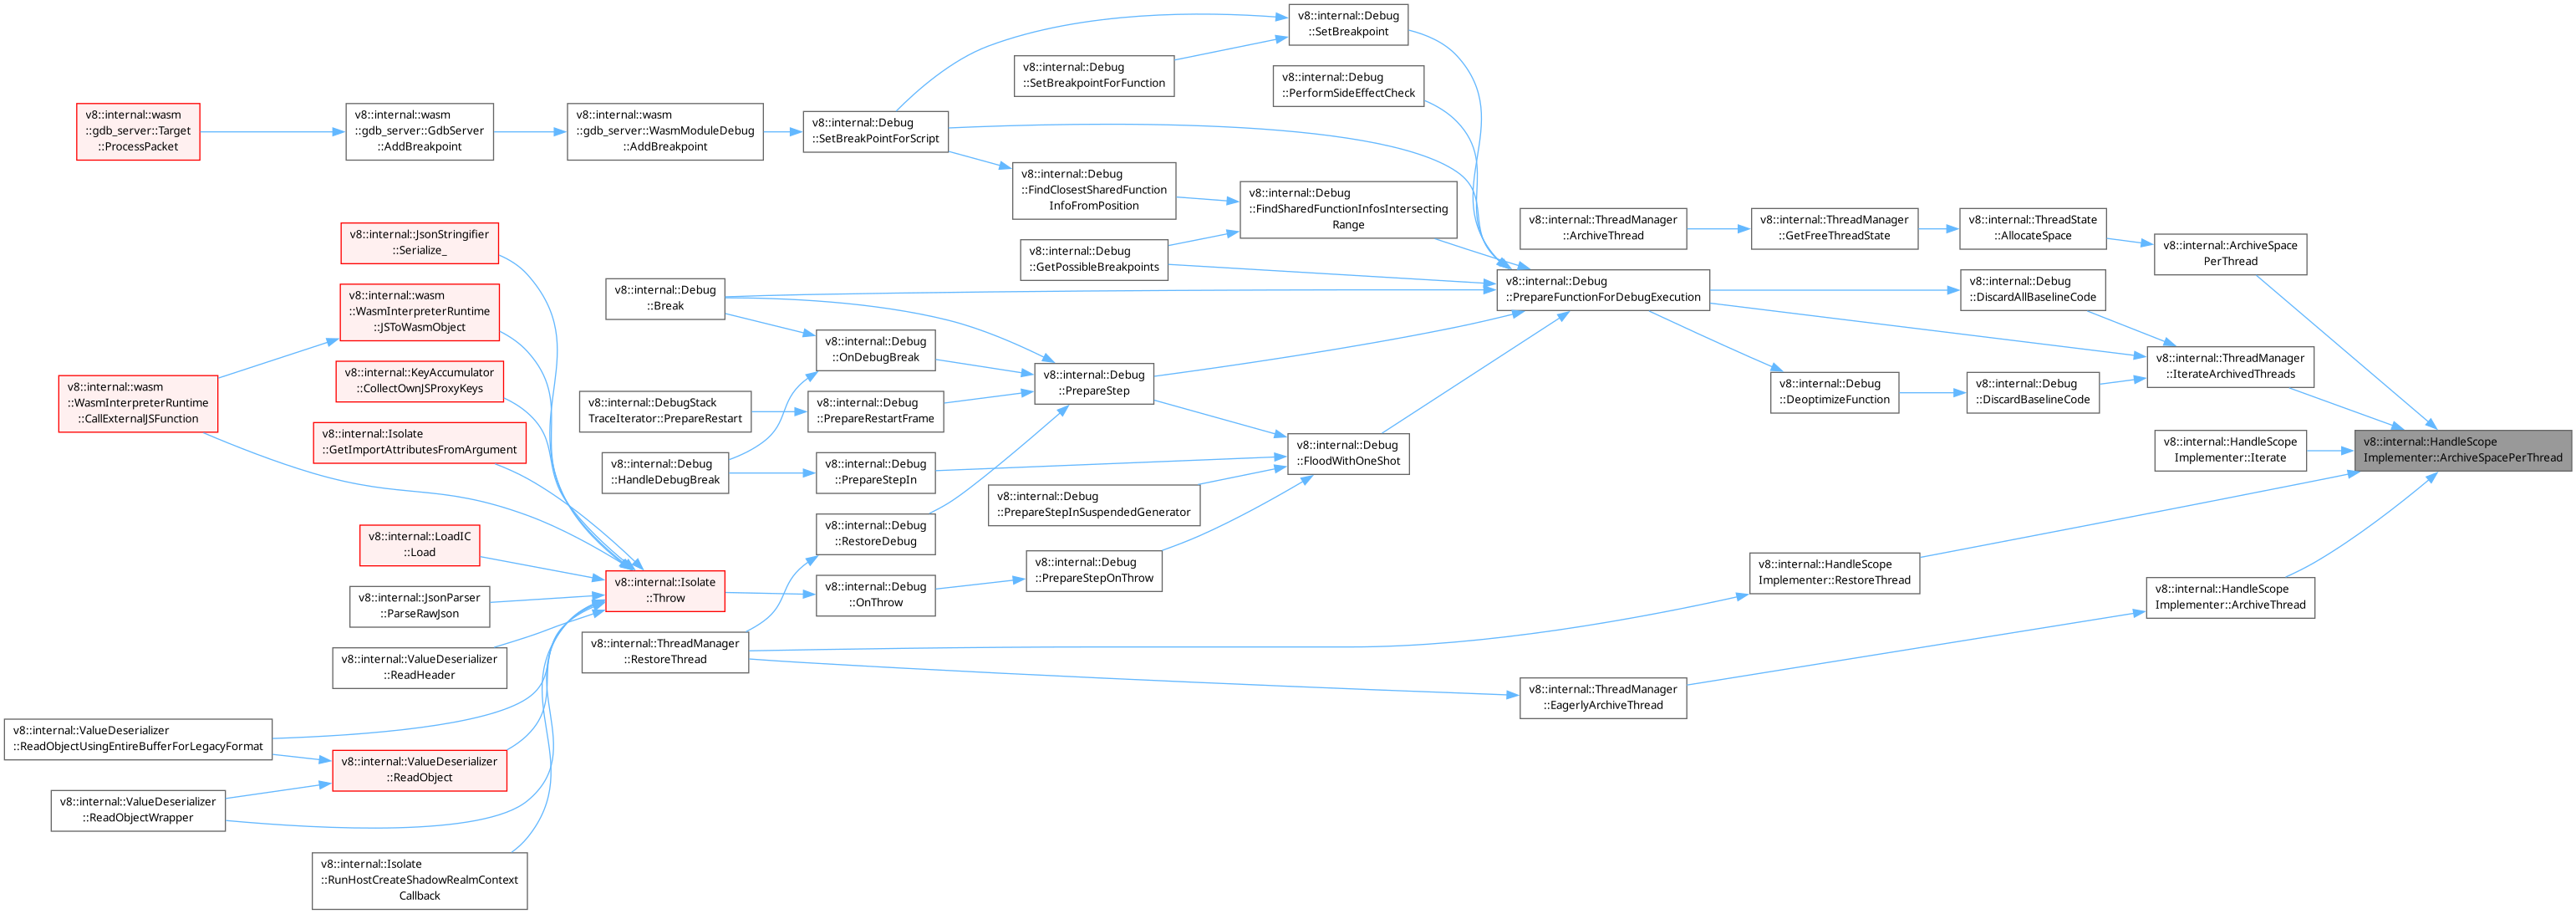 v8::internal::Debug
::SetBreakpoint
v8::internal::Debug
::SetBreakpointForFunction
v8::internal::Debug
::PerformSideEffectCheck
v8::internal::wasm
::gdb_server::Target
::ProcessPacket
v8::internal::wasm
::gdb_server::GdbServer
::AddBreakpoint
v8::internal::wasm
::gdb_server::WasmModuleDebug
::AddBreakpoint
v8::internal::Debug
::SetBreakPointForScript
v8::internal::Debug
::FindClosestSharedFunction
InfoFromPosition
v8::internal::Debug
::FindSharedFunctionInfosIntersecting
Range
v8::internal::ThreadManager
::ArchiveThread
v8::internal::ThreadManager
::GetFreeThreadState
v8::internal::ThreadState
::AllocateSpace
v8::internal::ArchiveSpace
PerThread
v8::internal::JsonStringifier
::Serialize_
v8::internal::Debug
::GetPossibleBreakpoints
v8::internal::Debug
::Break
v8::internal::Debug
::PrepareFunctionForDebugExecution
v8::internal::Debug
::DiscardAllBaselineCode
v8::internal::wasm
::WasmInterpreterRuntime
::JSToWasmObject
v8::internal::Debug
::OnDebugBreak
v8::internal::ThreadManager
::IterateArchivedThreads
v8::internal::KeyAccumulator
::CollectOwnJSProxyKeys
v8::internal::Debug
::PrepareStep
v8::internal::Debug
::DeoptimizeFunction
v8::internal::Debug
::DiscardBaselineCode
v8::internal::wasm
::WasmInterpreterRuntime
::CallExternalJSFunction
v8::internal::DebugStack
TraceIterator::PrepareRestart
v8::internal::Debug
::PrepareRestartFrame
v8::internal::Isolate
::GetImportAttributesFromArgument
v8::internal::Debug
::FloodWithOneShot
v8::internal::HandleScope
Implementer::Iterate
v8::internal::HandleScope
Implementer::ArchiveSpacePerThread
v8::internal::Debug
::HandleDebugBreak
v8::internal::Debug
::PrepareStepIn
v8::internal::Debug
::PrepareStepInSuspendedGenerator
v8::internal::LoadIC
::Load
v8::internal::Debug
::RestoreDebug
v8::internal::Debug
::PrepareStepOnThrow
v8::internal::HandleScope
Implementer::RestoreThread
v8::internal::Isolate
::Throw
v8::internal::Debug
::OnThrow
v8::internal::HandleScope
Implementer::ArchiveThread
v8::internal::JsonParser
::ParseRawJson
v8::internal::ThreadManager
::RestoreThread
v8::internal::ValueDeserializer
::ReadHeader
v8::internal::ThreadManager
::EagerlyArchiveThread
v8::internal::ValueDeserializer
::ReadObjectUsingEntireBufferForLegacyFormat
v8::internal::ValueDeserializer
::ReadObject
v8::internal::ValueDeserializer
::ReadObjectWrapper
v8::internal::Isolate
::RunHostCreateShadowRealmContext
Callback